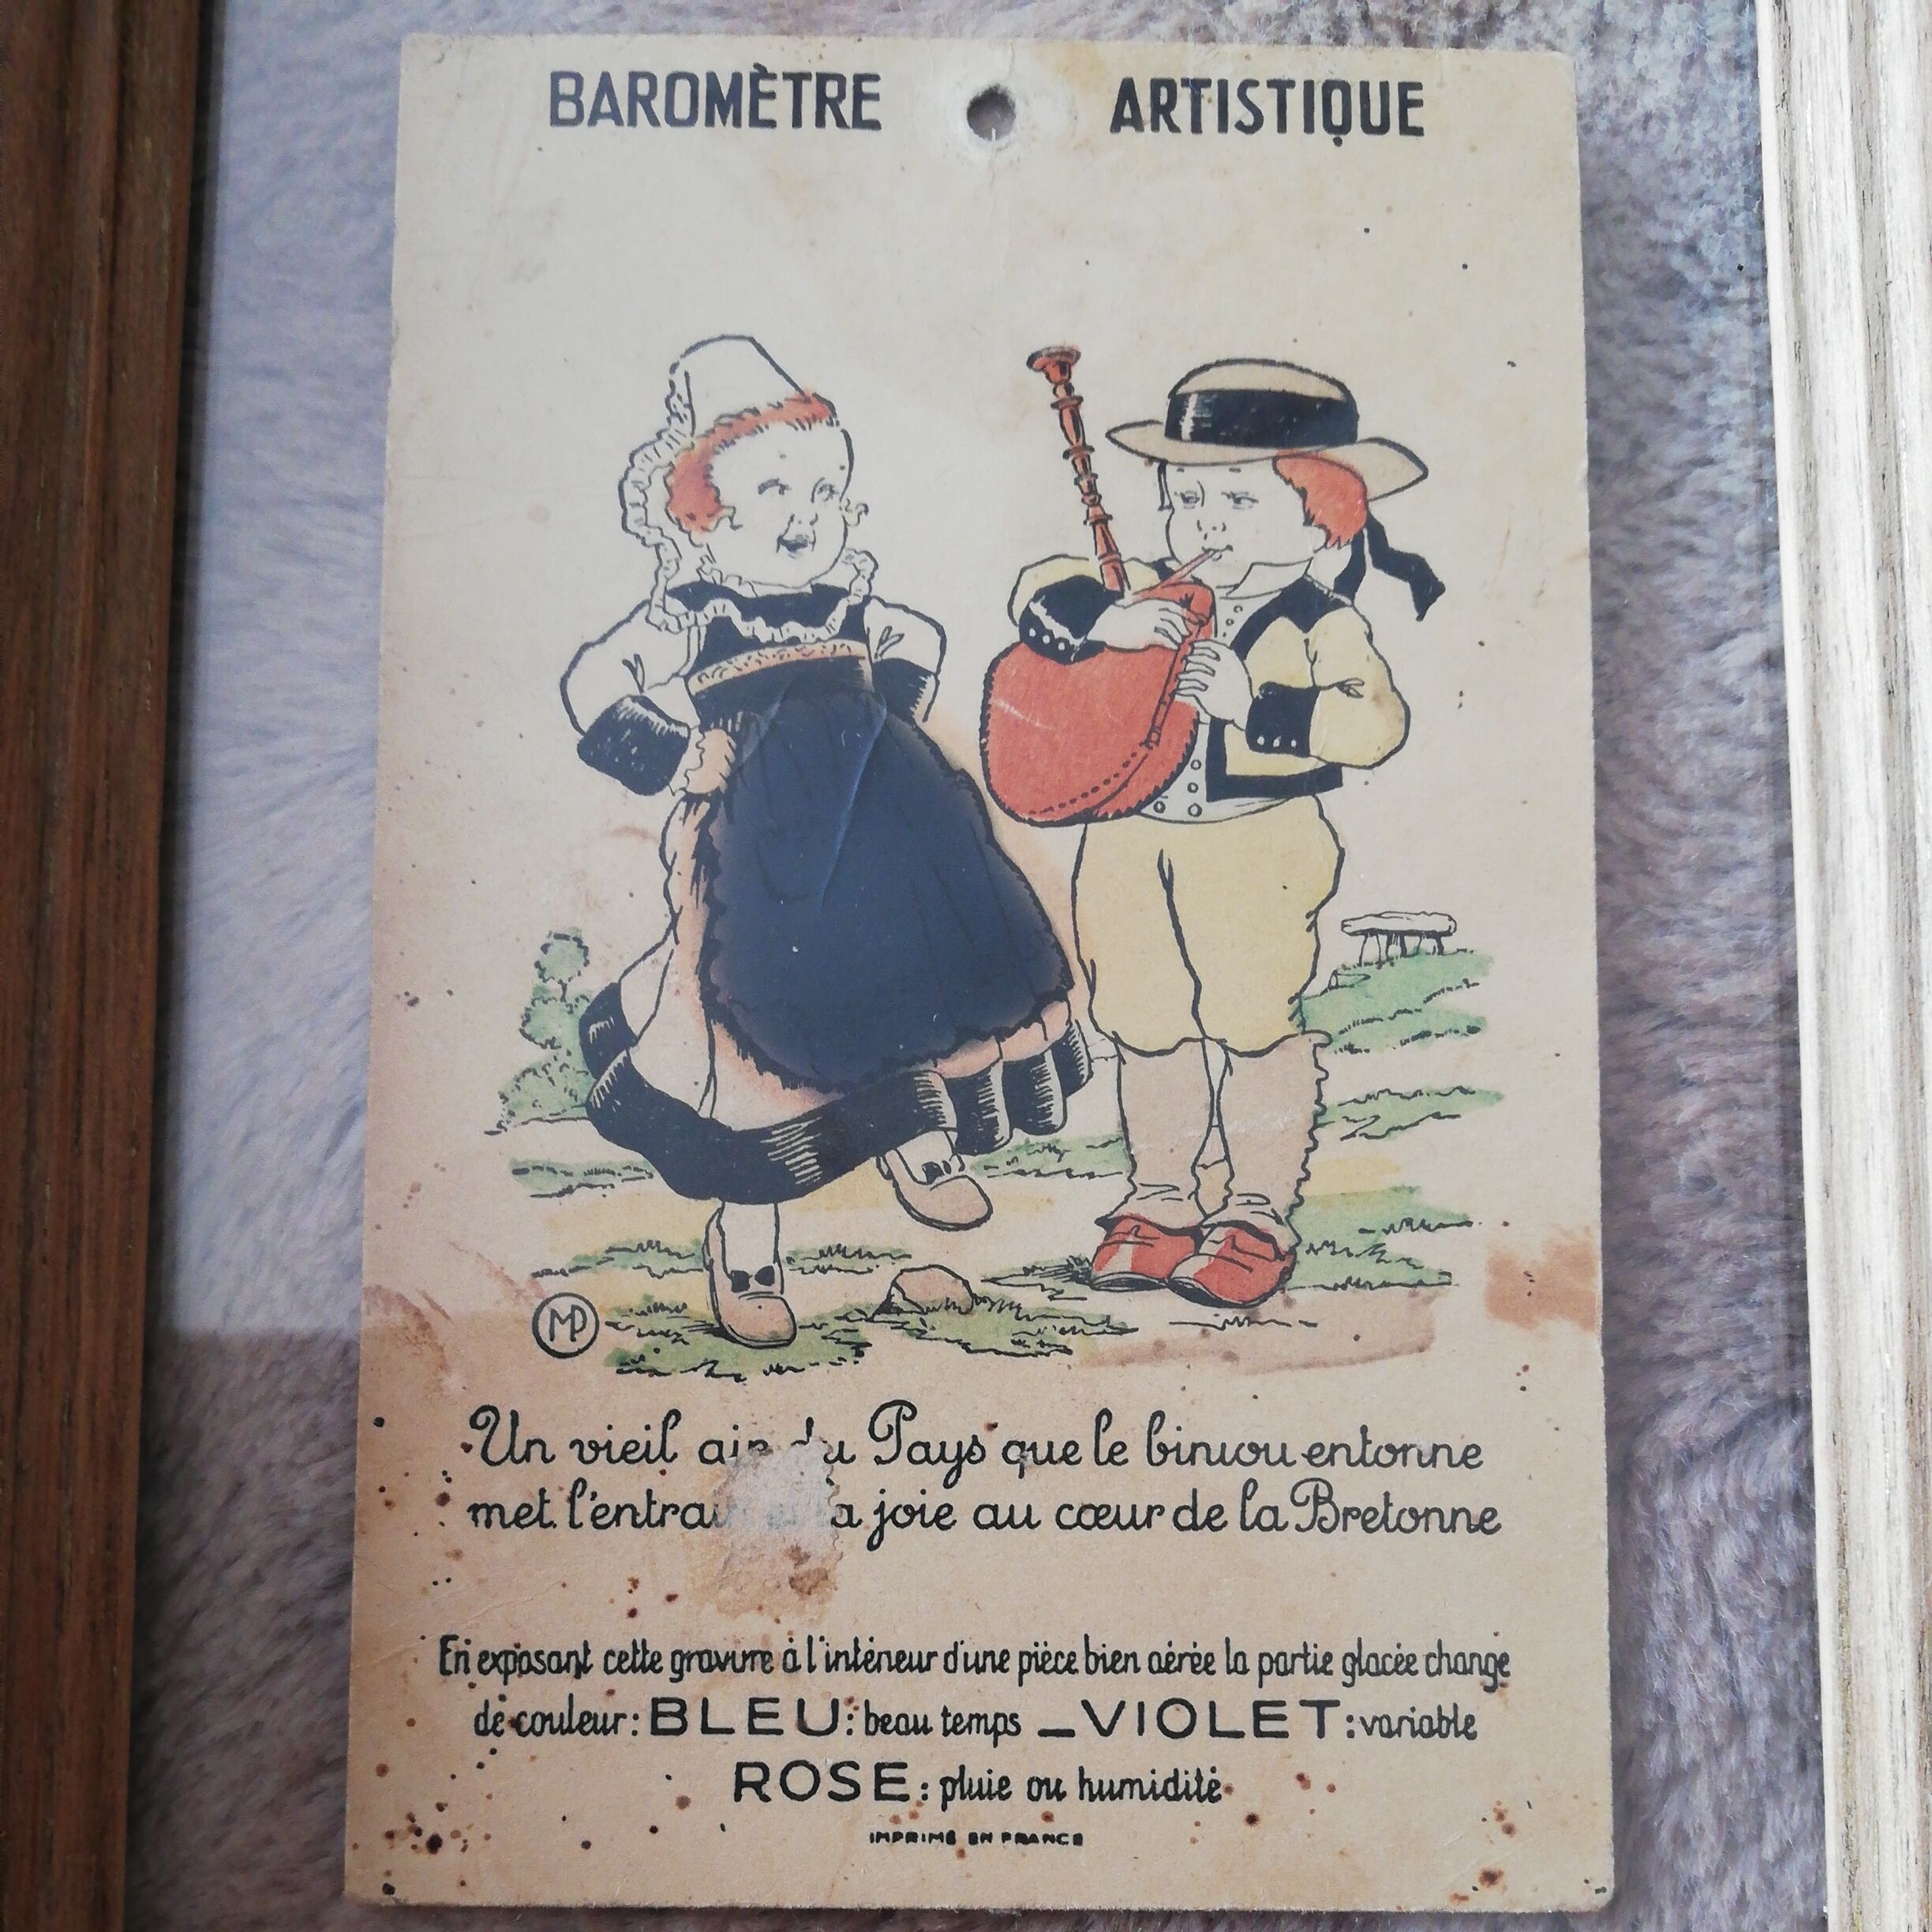 BAROMÈTRE ARTISTIQUE
MD
Un vieil air du Pays que le biniou entonne
met l'entrain la joie au cœur de la Bretonne
En exposant cette gravure à l'intérieur d'une pièce bien aérée la partie glacée change
de couleur: BLEU: beau temps _ VIOLET: variable
ROSE: pluie ou humidité
IMPRIMÉ EN FRANCE